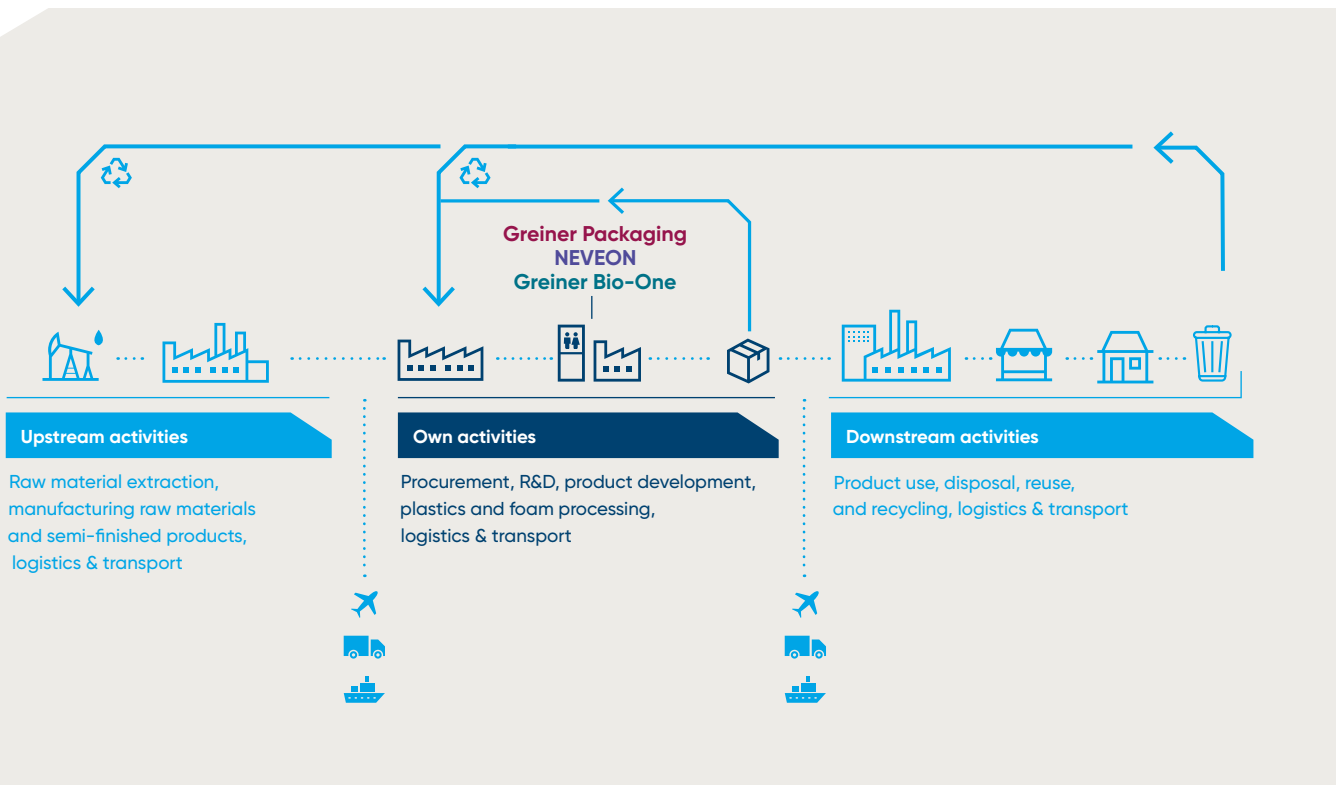 Greiner Packaging
NEVEON
Greiner Bio-One
Upstream activities
Raw material extraction,
manufacturing raw materials
and semi-finished products,
logistics & transport
Own activities
Procurement, R&D, product development,
plastics and foam processing,
logistics & transport
Downstream activities
Product use, disposal, reuse,
and recycling, logistics & transport